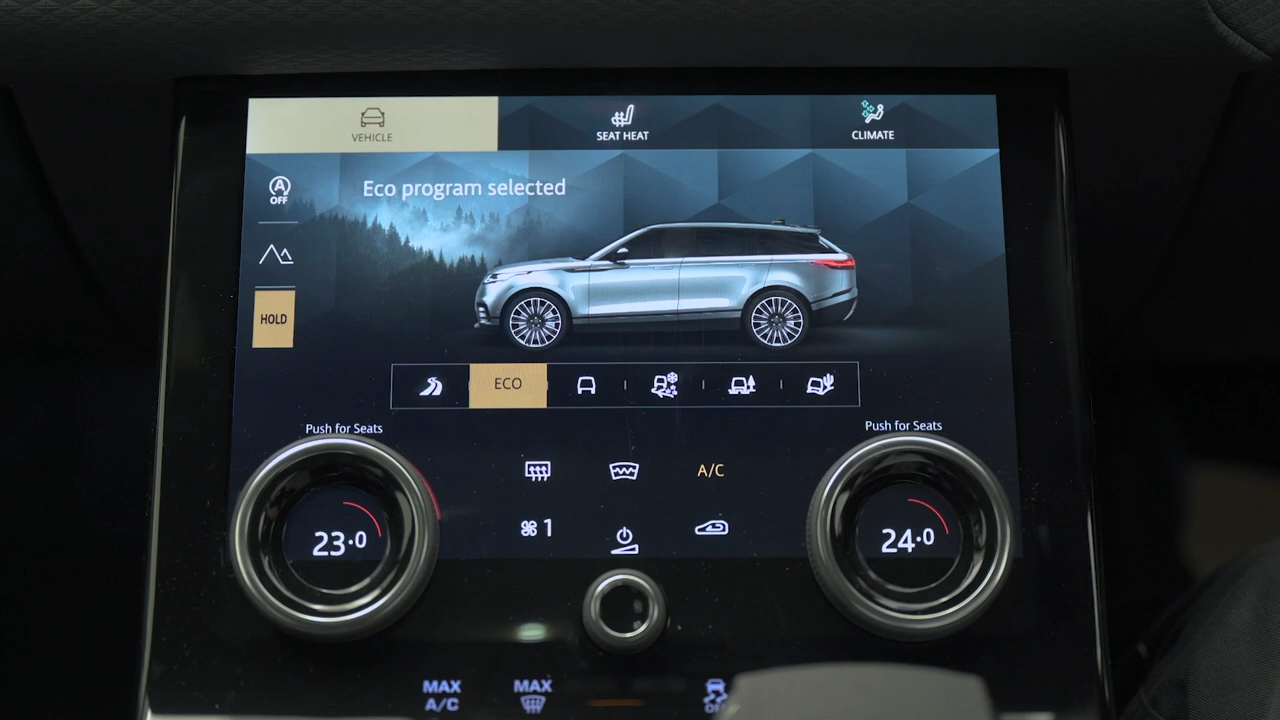 VEHICLE
SEAT HEAT
CLIMATE
A
OFF
Eco program selected
HOLD
ECO
Push for Seats
Push for Seats
A/C
1
23.0
24.0
MAX
A/C
MAX